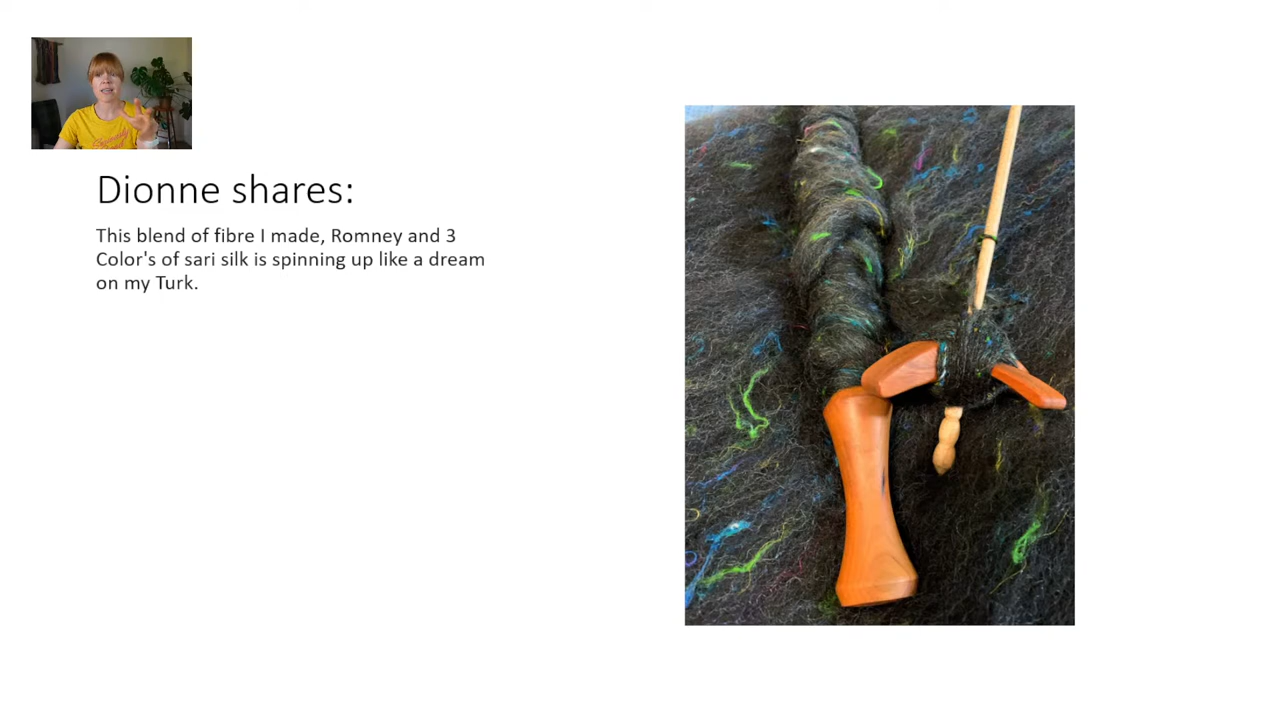 Dionne shares:
This blend of fibre I made, Romney and 3
Color's of sari silk is spinning up like a dream
on my Turk.